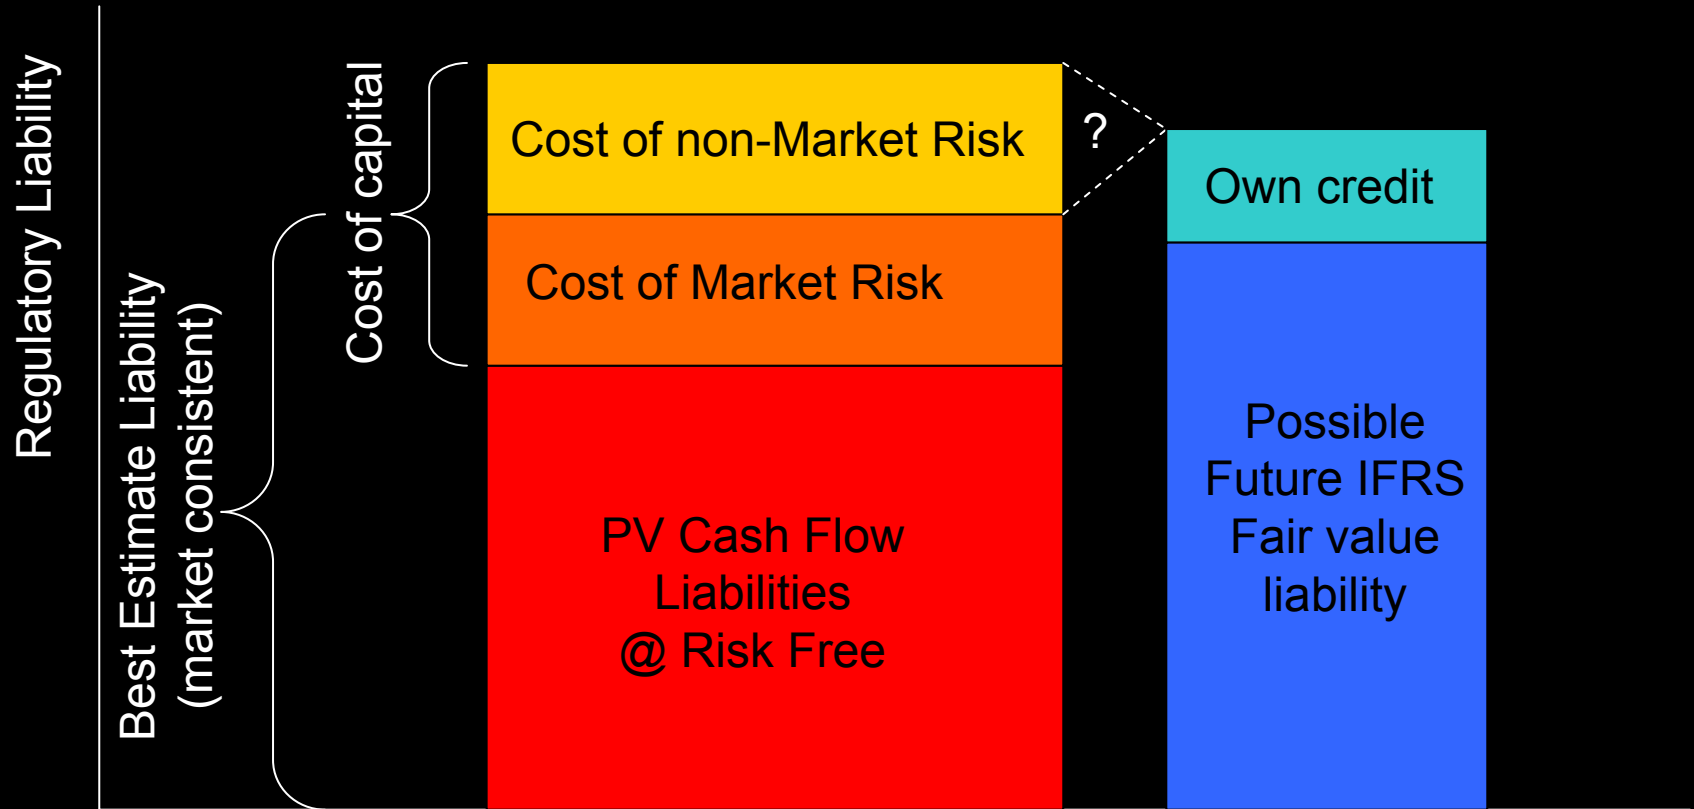 Regulatory Liability
Best Estimate Liability
(market consistent)
Cost of capital
Cost of non-Market Risk
Cost of Market Risk
PV Cash Flow
Liabilities
@ Risk Free
?
Own credit
Possible
Future IFRS
Fair value
liability